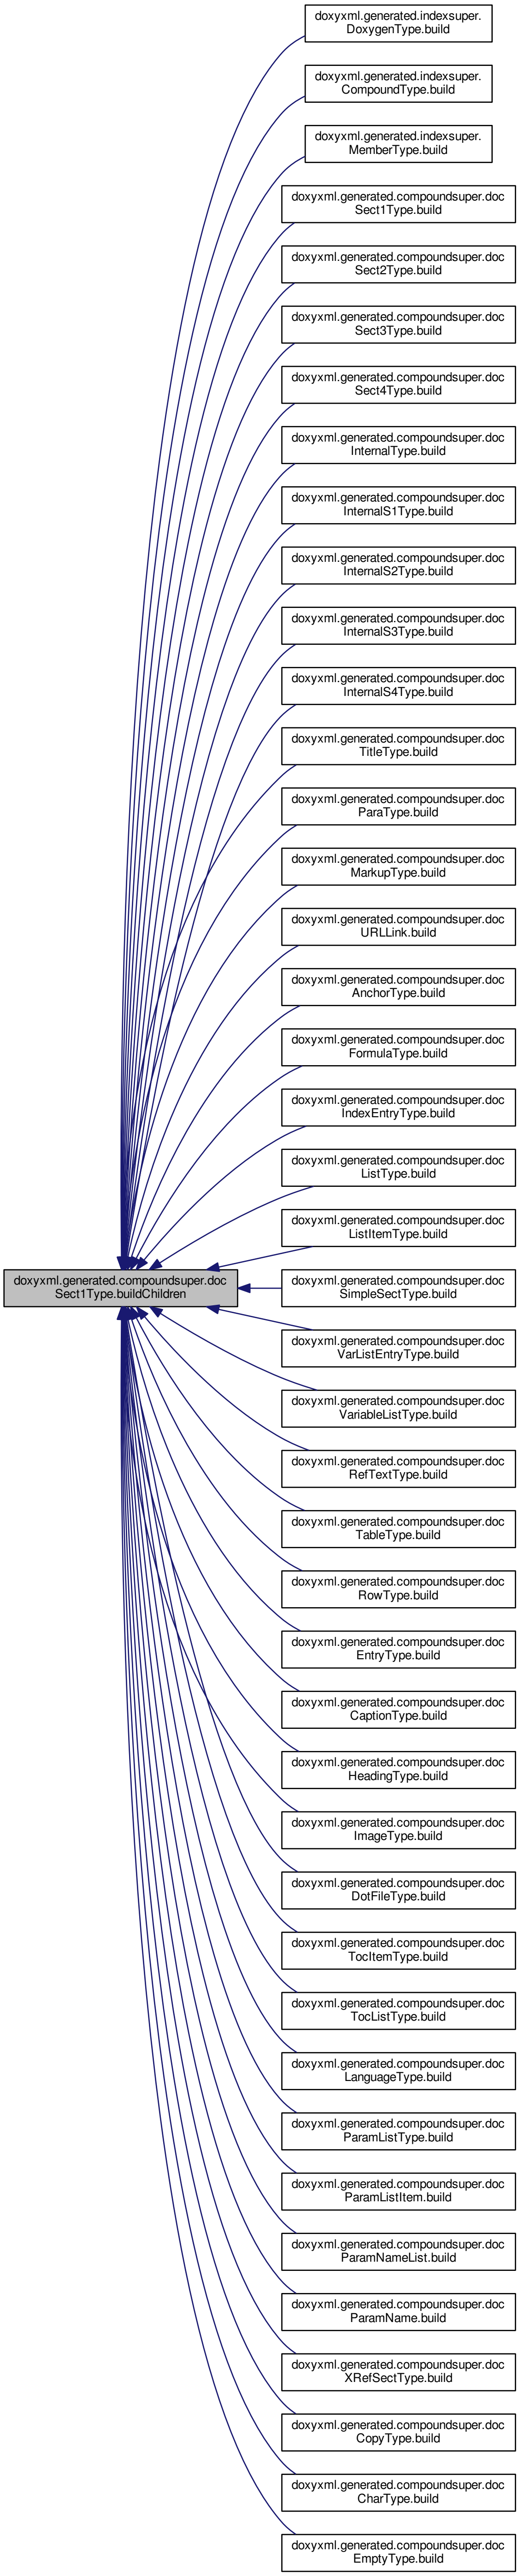 doxyxml.generated.indexsuper.
DoxygenType.build
doxyxml.generated.indexsuper.
CompoundType.build
doxyxml.generated.indexsuper.
MemberType.build
doxyxml.generated.compoundsuper.doc
Sect1Type.build
doxyxml.generated.compoundsuper.doc
Sect2Type.build
doxyxml.generated.compoundsuper.doc
Sect3Type.build
doxyxml.generated.compoundsuper.doc
Sect4Type.build
doxyxml.generated.compoundsuper.doc
InternalType.build
doxyxml.generated.compoundsuper.doc
InternalS1Type.build
doxyxml.generated.compoundsuper.doc
InternalS2Type.build
doxyxml.generated.compoundsuper.doc
InternalS3Type.build
doxyxml.generated.compoundsuper.doc
InternalS4Type.build
doxyxml.generated.compoundsuper.doc
TitleType.build
doxyxml.generated.compoundsuper.doc
ParaType.build
doxyxml.generated.compoundsuper.doc
MarkupType.build
doxyxml.generated.compoundsuper.doc
URLLink.build
doxyxml.generated.compoundsuper.doc
AnchorType.build
doxyxml.generated.compoundsuper.doc
FormulaType.build
doxyxml.generated.compoundsuper.doc
IndexEntryType.build
doxyxml.generated.compoundsuper.doc
ListType.build
doxyxml.generated.compoundsuper.doc
ListItemType.build
doxyxml.generated.compoundsuper.doc
Sect1Type.buildChildren
doxyxml.generated.compoundsuper.doc
SimpleSectType.build
doxyxml.generated.compoundsuper.doc
VarListEntryType.build
doxyxml.generated.compoundsuper.doc
VariableListType.build
doxyxml.generated.compoundsuper.doc
RefTextType.build
doxyxml.generated.compoundsuper.doc
TableType.build
doxyxml.generated.compoundsuper.doc
RowType.build
doxyxml.generated.compoundsuper.doc
EntryType.build
doxyxml.generated.compoundsuper.doc
CaptionType.build
doxyxml.generated.compoundsuper.doc
HeadingType.build
doxyxml.generated.compoundsuper.doc
ImageType.build
doxyxml.generated.compoundsuper.doc
DotFileType.build
doxyxml.generated.compoundsuper.doc
TocItemType.build
doxyxml.generated.compoundsuper.doc
TocListType.build
doxyxml.generated.compoundsuper.doc
LanguageType.build
doxyxml.generated.compoundsuper.doc
ParamListType.build
doxyxml.generated.compoundsuper.doc
ParamListItem.build
doxyxml.generated.compoundsuper.doc
ParamNameList.build
doxyxml.generated.compoundsuper.doc
ParamName.build
doxyxml.generated.compoundsuper.doc
XRefSectType.build
doxyxml.generated.compoundsuper.doc
CopyType.build
doxyxml.generated.compoundsuper.doc
CharType.build
doxyxml.generated.compoundsuper.doc
EmptyType.build